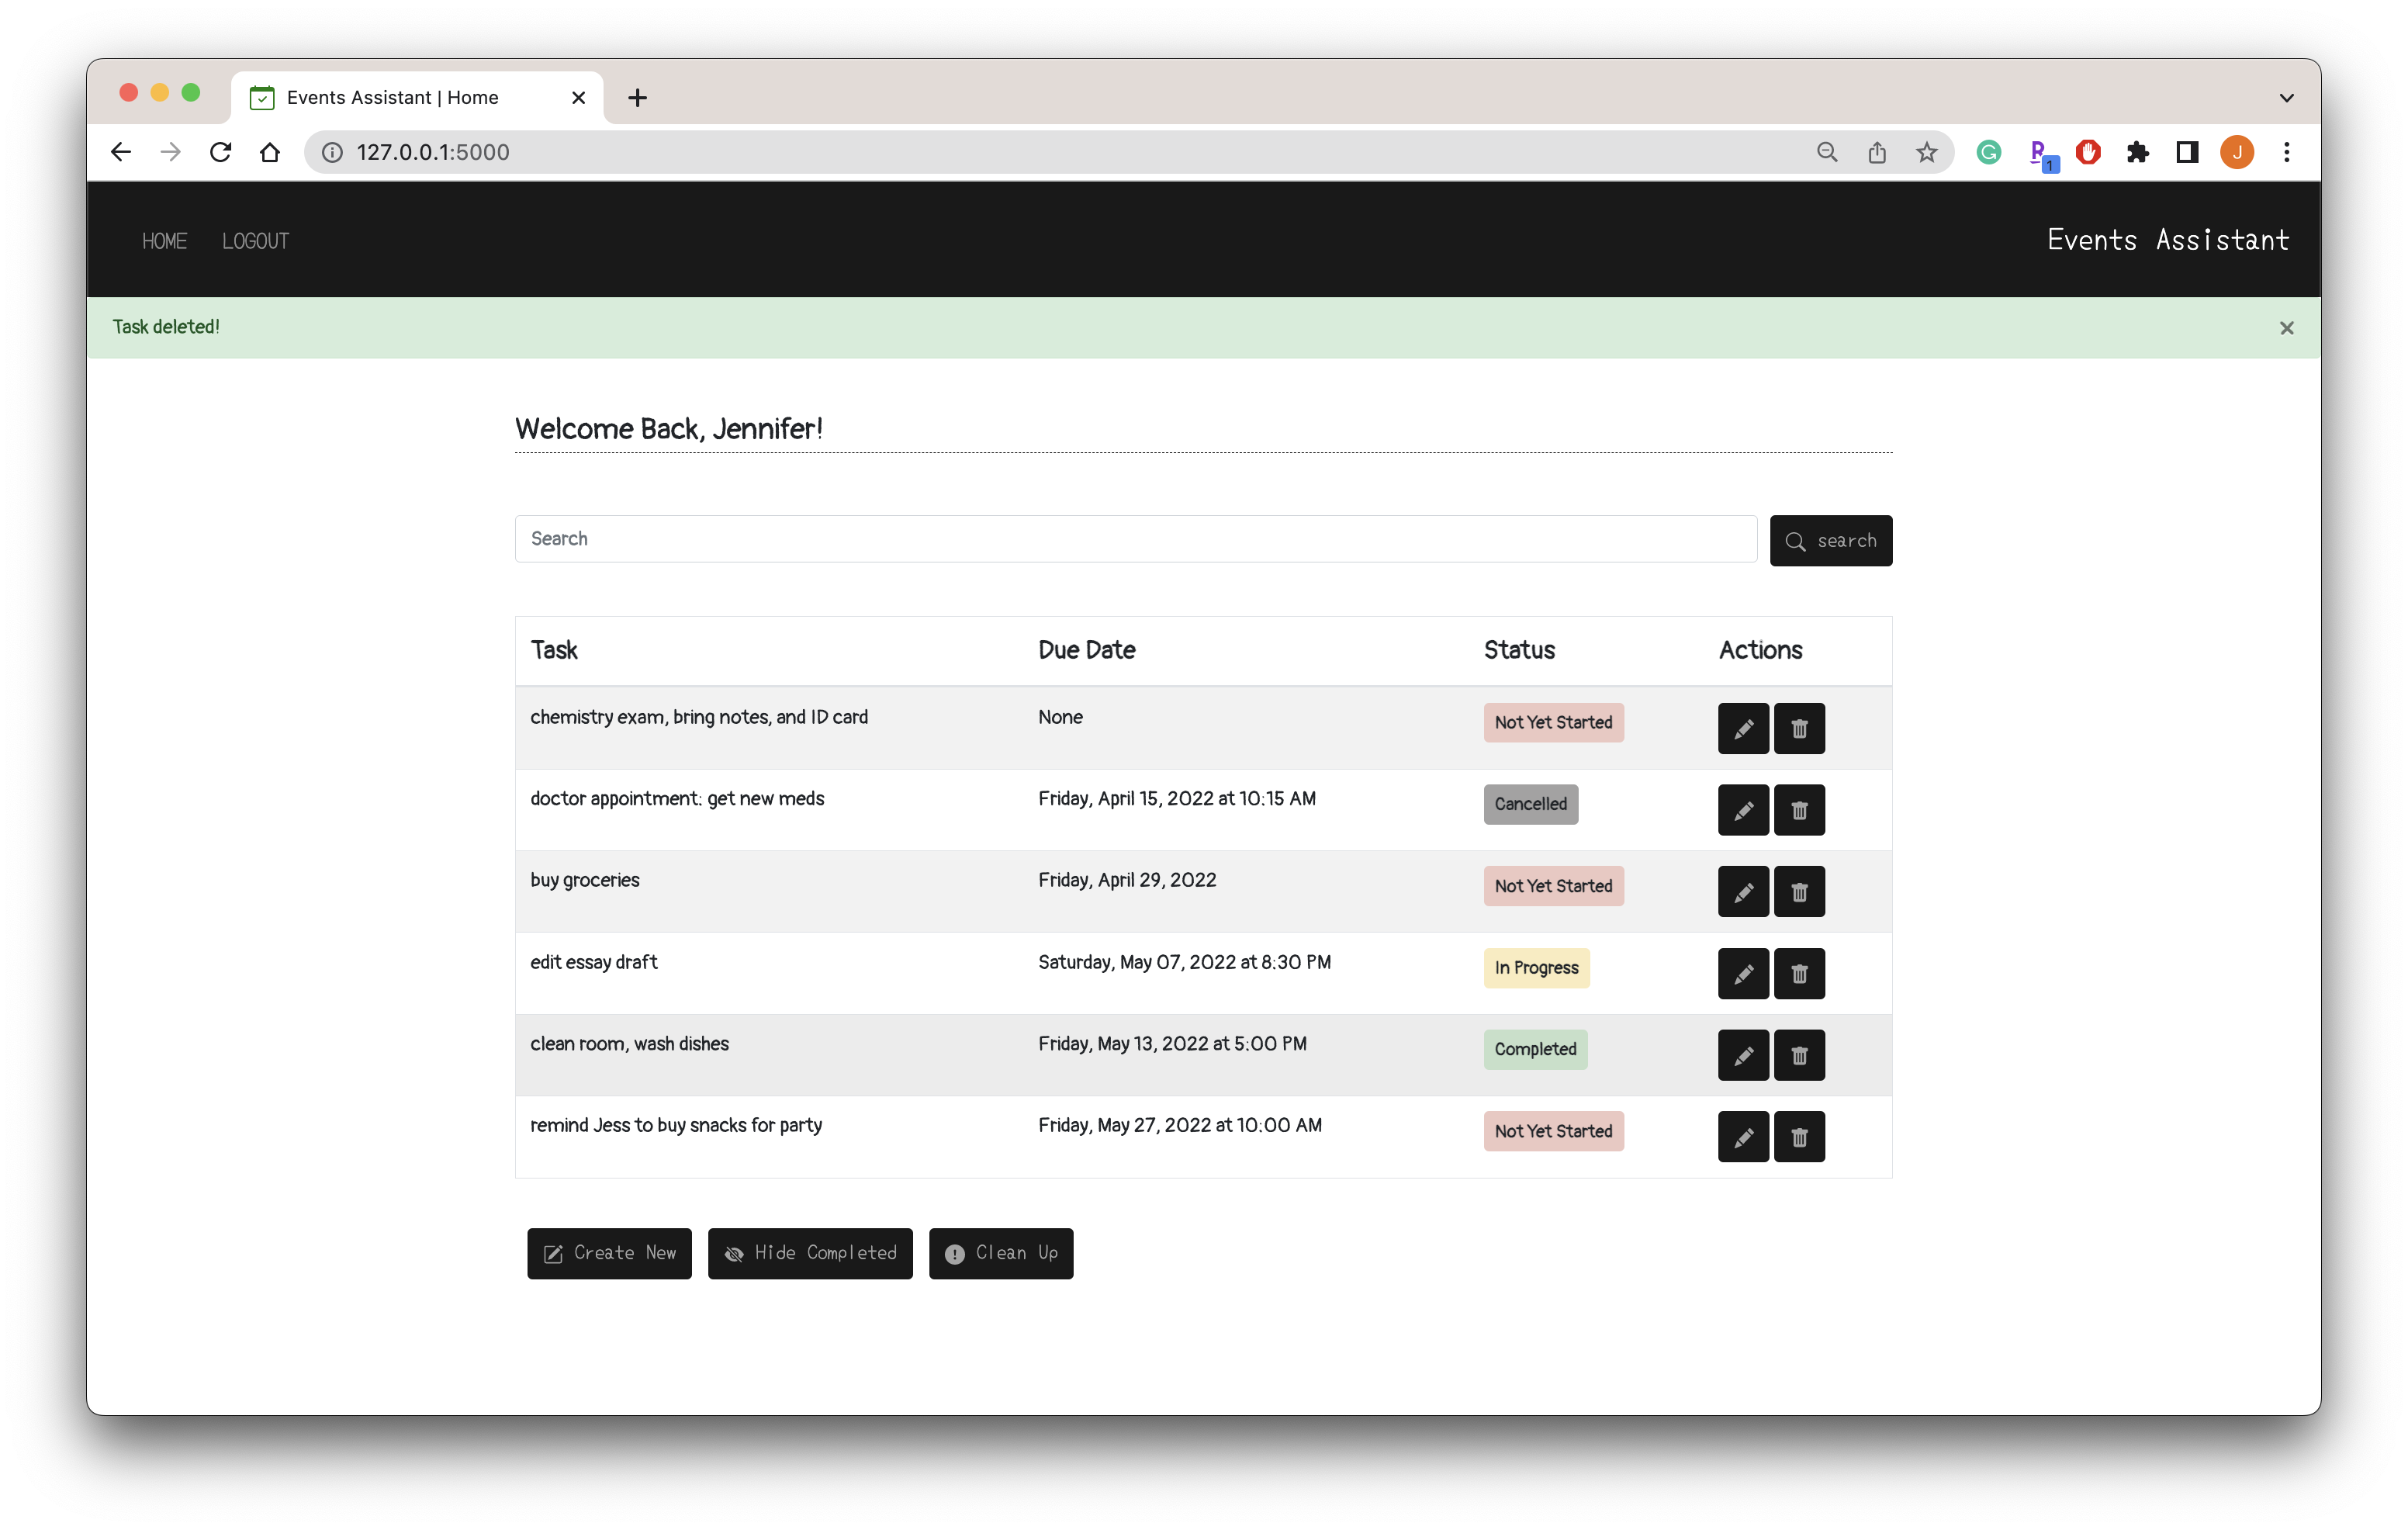 Events Assistant | Home
127.0.0.1:5000
1
J
HOME LOGOUT Events Assistant
Task deleted!
Welcome Back, Jennifer!
Search search
Task Due Date Status Actions
chemistry exam, bring notes, and ID card None Not Yet Started
doctor appointment: get new meds Friday, April 15, 2022 at 10:15 AM Cancelled
buy groceries Friday, April 29, 2022 Not Yet Started
edit essay draft Saturday, May 07, 2022 at 8:30 PM In Progress
clean room, wash dishes Friday, May 13, 2022 at 5:00 PM Completed
remind Jess to buy snacks for party Friday, May 27, 2022 at 10:00 AM Not Yet Started
Create New Hide Completed Clean Up